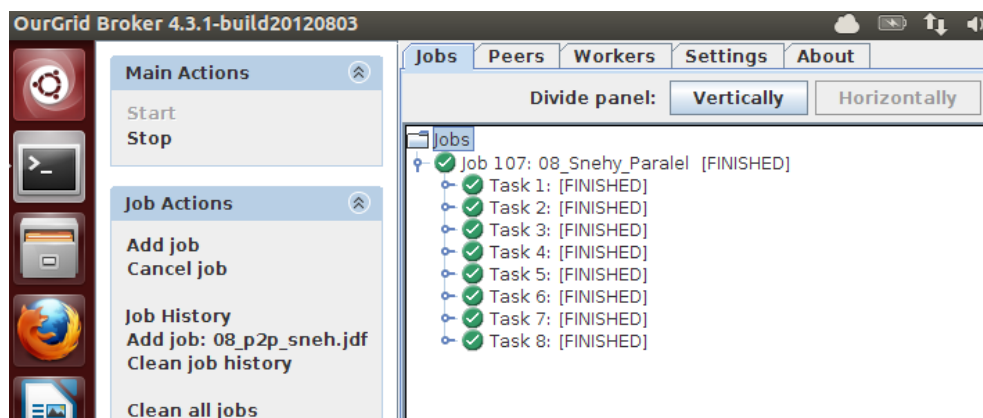 OurGrid Broker 4.3.1-build20120803
Main Actions
Start
Stop
Job Actions
Add job
Cancel job
Job History
Add job: 08_p2p_sneh.jdf
Clean job history
Clean all jobs
Jobs Peers Workers Settings About
Divide panel: Vertically Horizontally
Jobs
Job 107: 08_Snehy_Paralel [FINISHED]
Task 1: [FINISHED]
Task 2: [FINISHED]
Task 3: [FINISHED]
Task 4: [FINISHED]
Task 5: [FINISHED]
Task 6: [FINISHED]
Task 7: [FINISHED]
Task 8: [FINISHED]